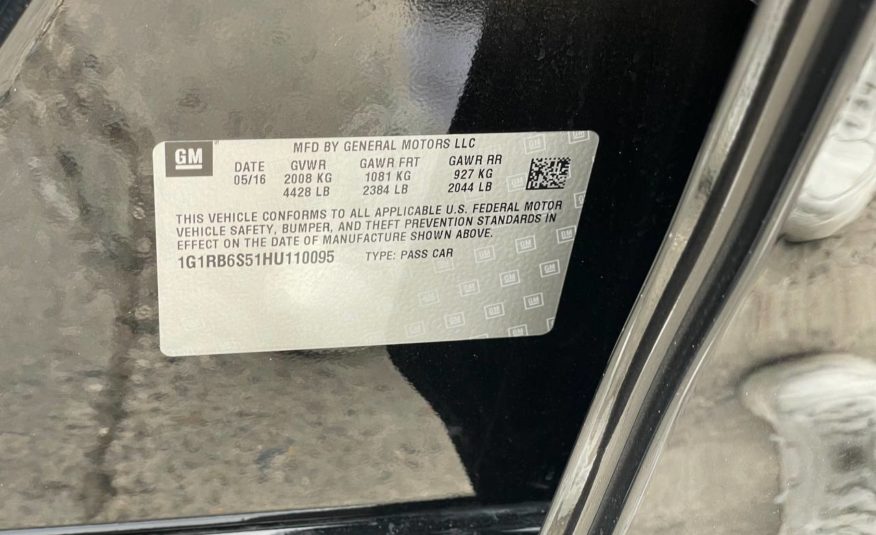 GM
MFD BY GENERAL MOTORS LLC
DATE GVWR GAWR FRT GAWR RR
05/16 2008 KG 1081 KG 927 KG
4428 LB 2384 LB 2044 LB
THIS VEHICLE CONFORMS TO ALL APPLICABLE U.S. FEDERAL MOTOR
VEHICLE SAFETY, BUMPER, AND THEFT PREVENTION STANDARDS IN
EFFECT ON THE DATE OF MANUFACTURE SHOWN ABOVE.
1G1RB6S51HU110095 TYPE: PASS CAR